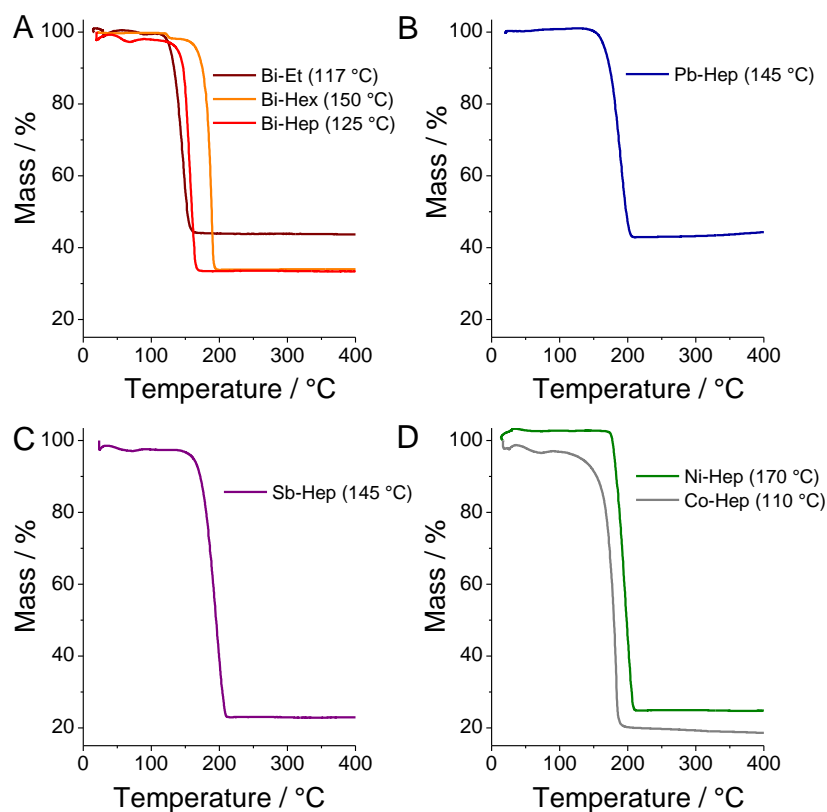 A
100
80
60
40
20
0
100
200
300
400
Mass / %
Temperature / °C
Bi-Et (117 °C)
Bi-Hex (150 °C)
Bi-Hep (125 °C)
B
100
80
60
40
20
0
100
200
300
400
Mass / %
Temperature / °C
Pb-Hep (145 °C)
C
100
80
60
40
20
0
100
200
300
400
Mass / %
Temperature / °C
Sb-Hep (145 °C)
D
100
80
60
40
20
0
100
200
300
400
Mass / %
Temperature / °C
Ni-Hep (170 °C)
Co-Hep (110 °C)